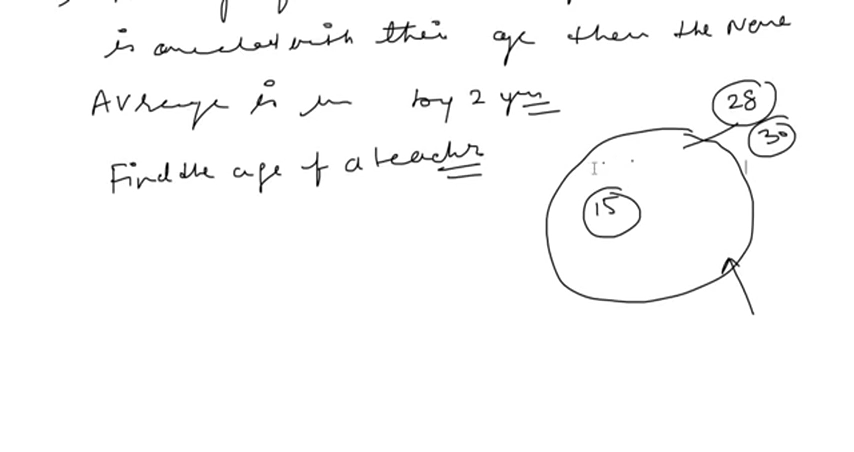 is with their age then the New
Average is in by 2 yrs
Find the age of a teacher
28
30
15